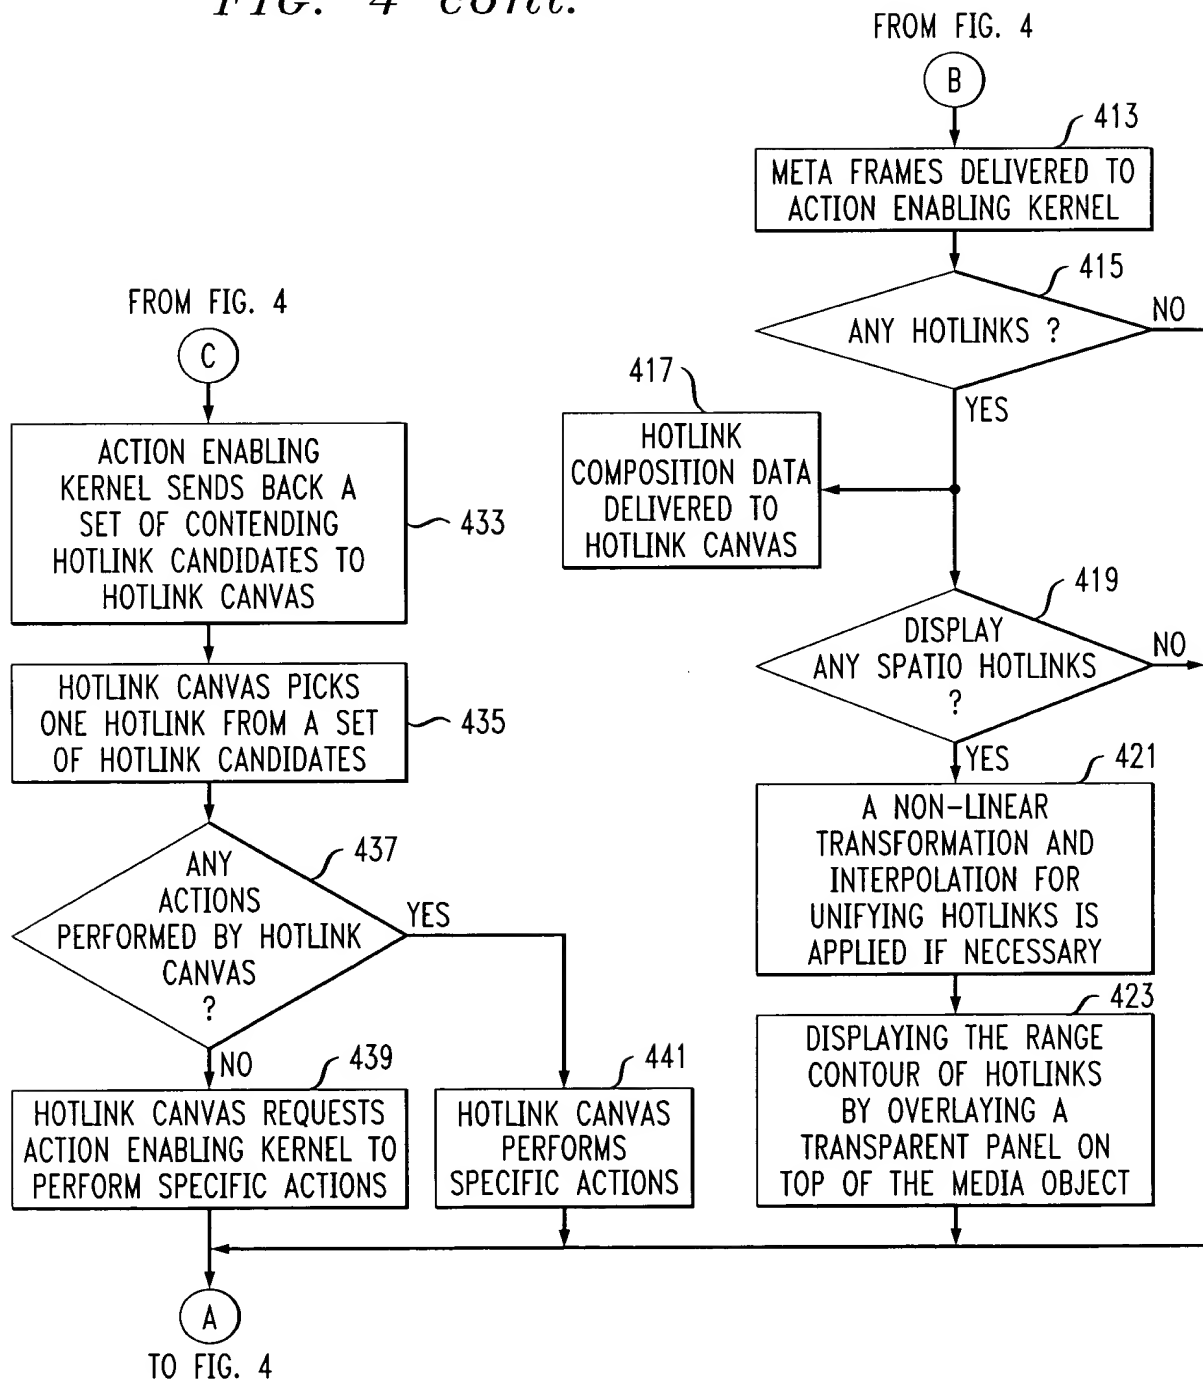 FIG. 4 cont.
FROM FIG. 4
B
413
META FRAMES DELIVERED TO
ACTION ENABLING KERNEL
415
ANY HOTLINKS ?
NO
YES
417
HOTLINK
COMPOSITION DATA
DELIVERED TO
HOTLINK CANVAS
419
DISPLAY
ANY SPATIO HOTLINKS
?
NO
YES
421
A NON-LINEAR
TRANSFORMATION AND
INTERPOLATION FOR
UNIFYING HOTLINKS IS
APPLIED IF NECESSARY
423
DISPLAYING THE RANGE
CONTOUR OF HOTLINKS
BY OVERLAYING A
TRANSPARENT PANEL ON
TOP OF THE MEDIA OBJECT
FROM FIG. 4
C
ACTION ENABLING
KERNEL SENDS BACK A
SET OF CONTENDING
HOTLINK CANDIDATES TO
HOTLINK CANVAS
433
HOTLINK CANVAS PICKS
ONE HOTLINK FROM A SET
OF HOTLINK CANDIDATES
435
437
ANY
ACTIONS
PERFORMED BY HOTLINK
CANVAS
?
YES
NO
439
HOTLINK CANVAS REQUESTS
ACTION ENABLING KERNEL TO
PERFORM SPECIFIC ACTIONS
441
HOTLINK CANVAS
PERFORMS
SPECIFIC ACTIONS
A
TO FIG. 4